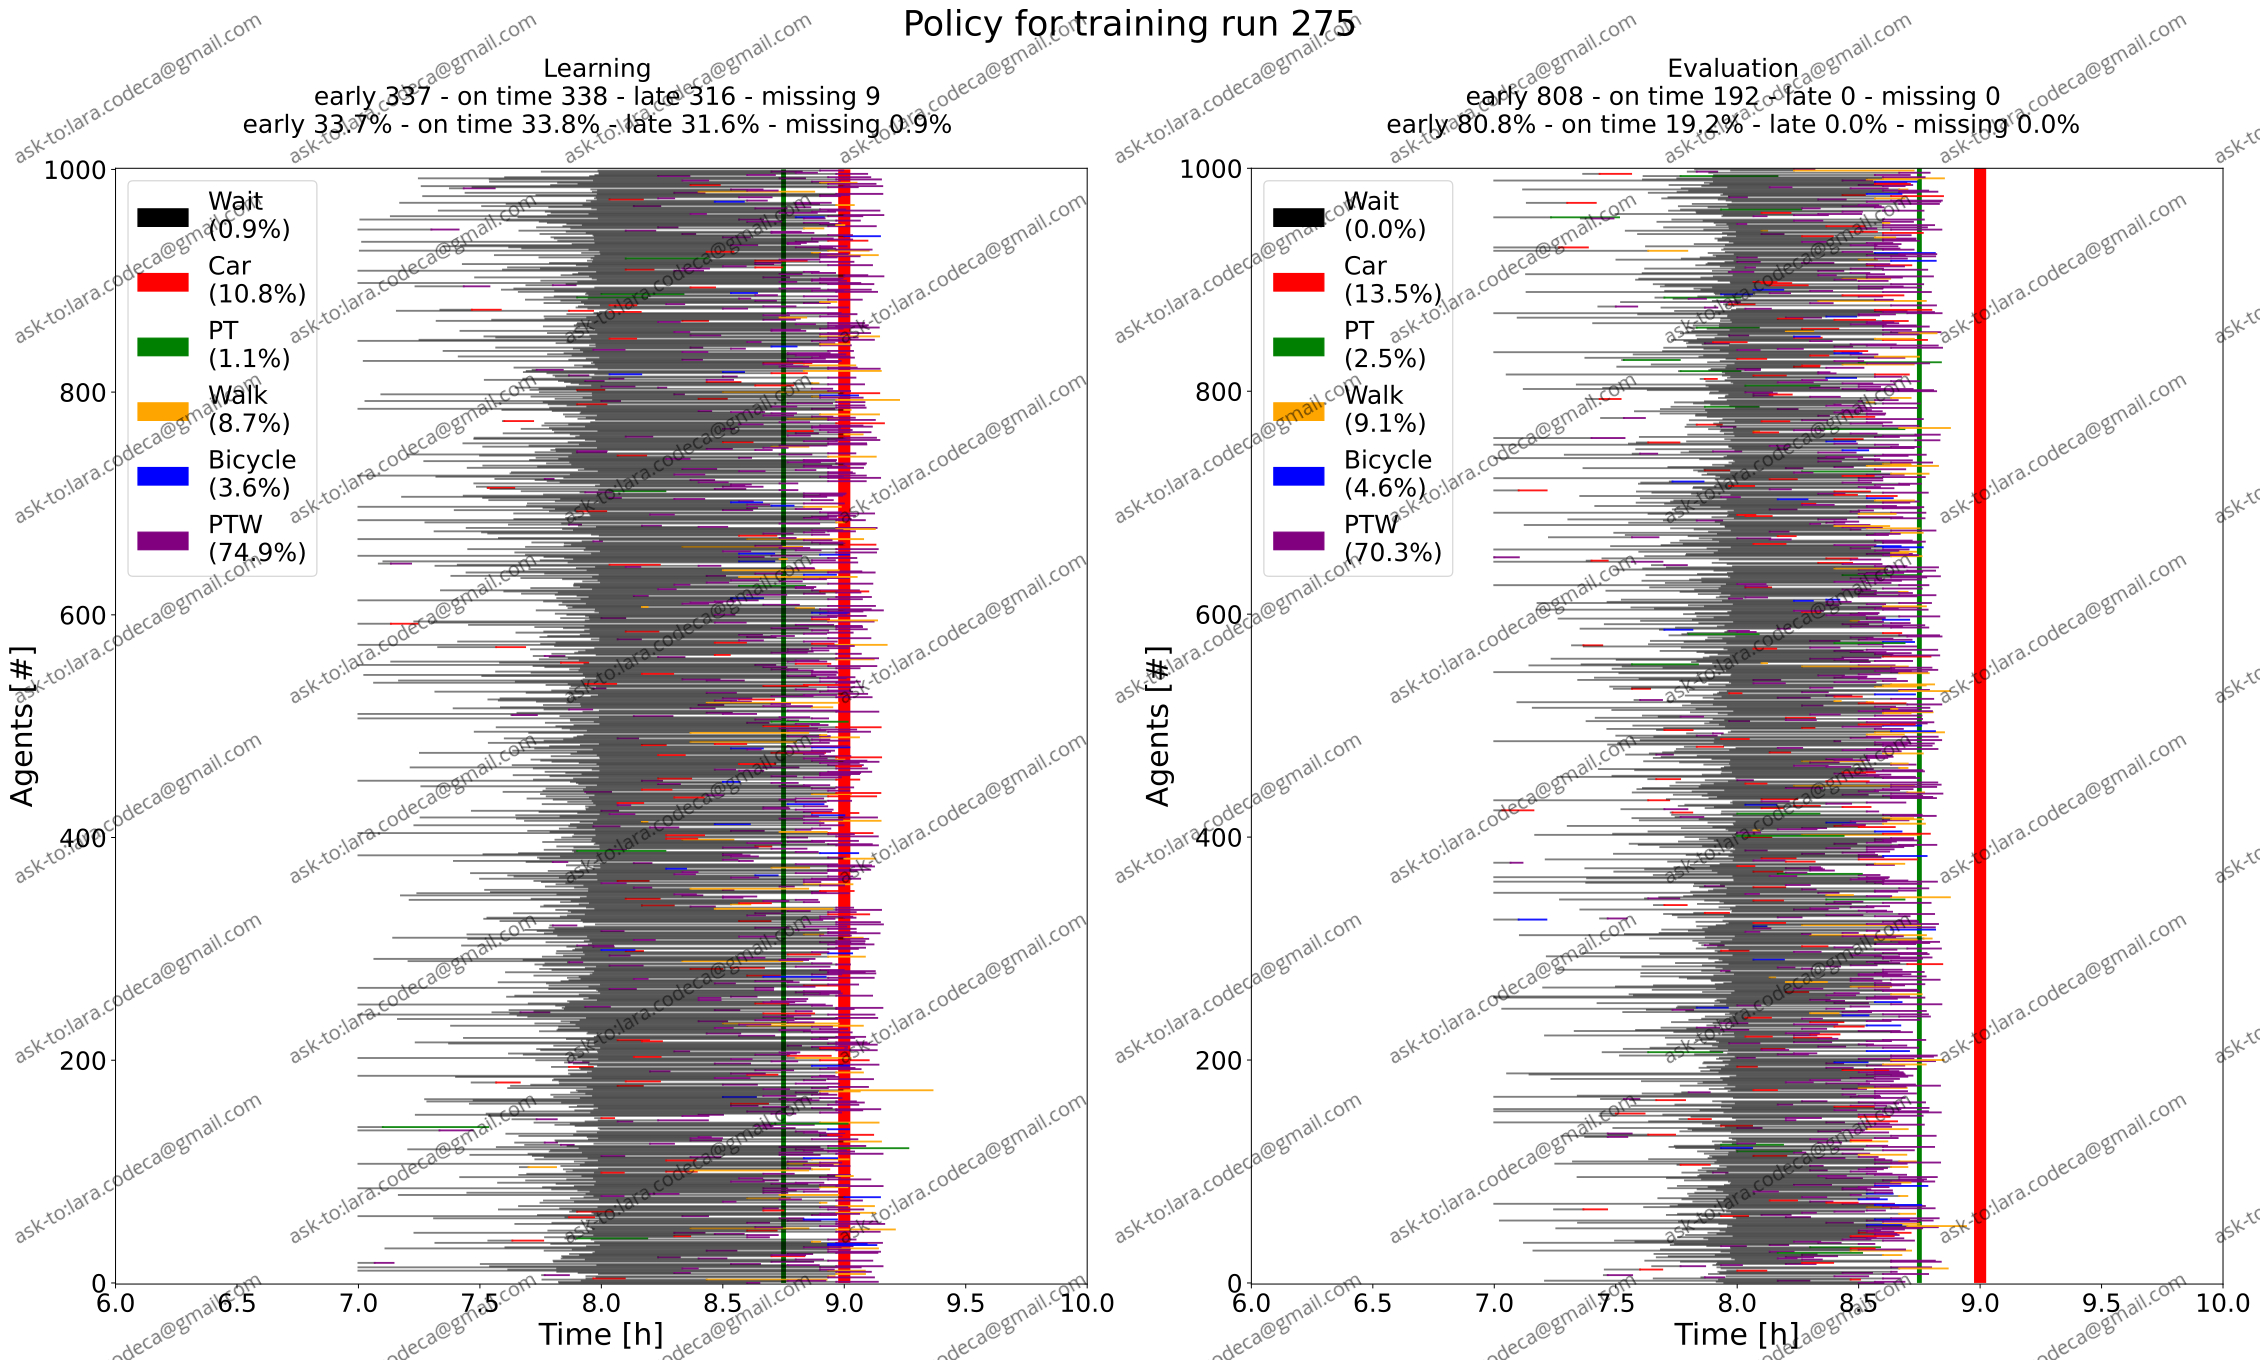 Policy for training run 275
Learning
early 337 - on time 338 - late 316 - missing 9
early 33.7% - on time 33.8% - late 31.6% - missing 0.9%
1000
800
600
400
200
0
Agents [#]
Wait
(0.9%)
Car
(10.8%)
PT
(1.1%)
Walk
(8.7%)
Bicycle
(3.6%)
PTW
(74.9%)
6.0 6.5 7.0 7.5 8.0 8.5 9.0 9.5 10.0
Time [h]
Evaluation
early 808 - on time 192 - late 0 - missing 0
early 80.8% - on time 19.2% - late 0.0% - missing 0.0%
1000
800
600
400
200
0
Agents [#]
Wait
(0.0%)
Car
(13.5%)
PT
(2.5%)
Walk
(9.1%)
Bicycle
(4.6%)
PTW
(70.3%)
6.0 6.5 7.0 7.5 8.0 8.5 9.0 9.5 10.0
Time [h]
ask-to:lara.codeca@gmail.com